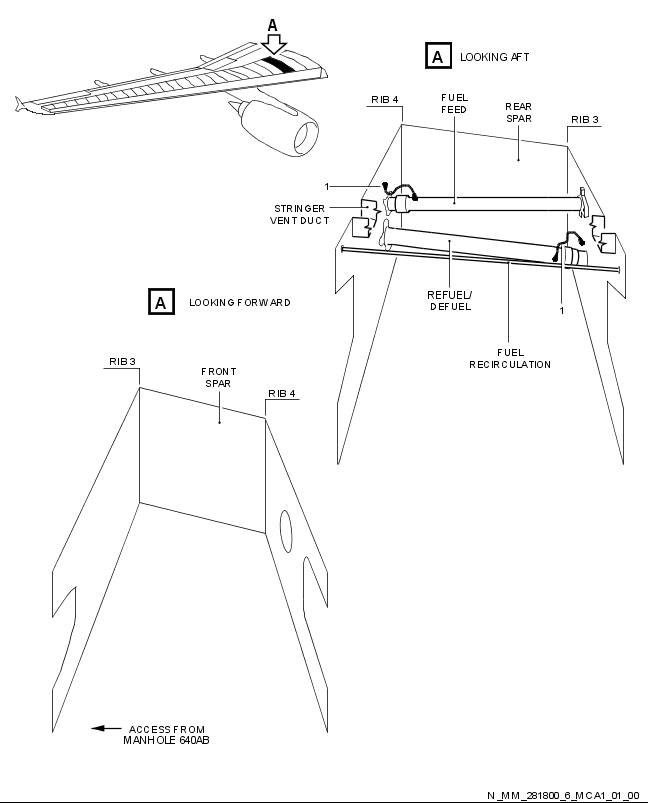 A
A LOOKING AFT
RIB 4
FUEL
FEED
REAR
SPAR
RIB 3
1
STRINGER
VENT DUCT
REFUEL/
DEFUEL
1
FUEL
RECIRCULATION
A LOOKING FORWARD
RIB 3
FRONT
SPAR
RIB 4
ACCESS FROM
MANHOLE 640AB
N_MM_281800_6_MCA1_01_00